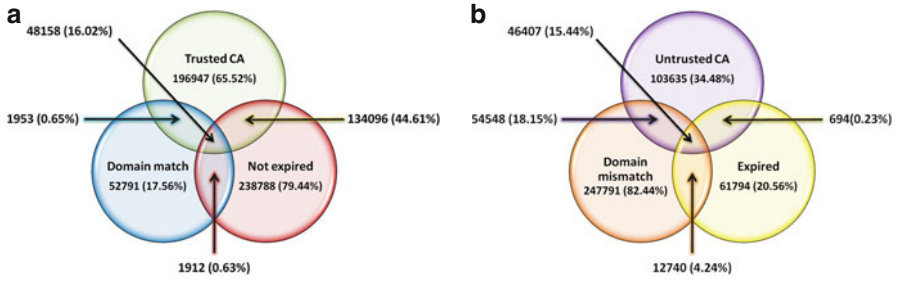 a
48158 (16.02%)
Trusted CA
196947 (65.52%)
1953 (0.65%)
134096 (44.61%)
Domain match
52791 (17.56%)
Not expired
238788 (79.44%)
1912 (0.63%)
b
46407 (15.44%)
Untrusted CA
103635 (34.48%)
54548 (18.15%)
694(0.23%)
Domain
mismatch
247791 (82.44%)
Expired
61794 (20.56%)
12740 (4.24%)